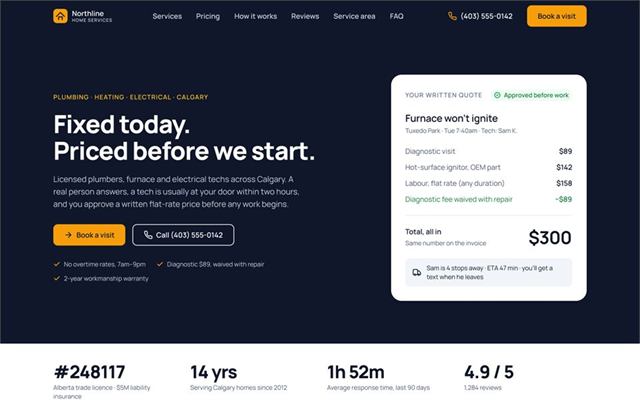 Northline
HOME SERVICES
Services
Pricing
How it works
Reviews
Service area
FAQ
(403) 555-0142
Book a visit
PLUMBING · HEATING · ELECTRICAL · CALGARY
Fixed today.
Priced before we start.
Licensed plumbers, furnace and electrical techs across Calgary. A
real person answers, a tech is usually at your door within two hours,
and you approve a written flat-rate price before any work begins.
Book a visit
Call (403) 555-0142
No overtime rates, 7am–9pm
Diagnostic $89, waived with repair
2-year workmanship warranty
YOUR WRITTEN QUOTE
Approved before work
Furnace won't ignite
Tuxedo Park · Tue 7:40am · Tech: Sam K.
Diagnostic visit $89
Hot-surface ignitor, OEM part $142
Labour, flat rate (any duration) $158
Diagnostic fee waived with repair −$89
Total, all in
Same number on the invoice
$300
Sam is 4 stops away · ETA 47 min · you'll get a
text when he leaves
#248117
Alberta trade licence · $5M liability
insurance
14 yrs
Serving Calgary homes since 2012
1h 52m
Average response time, last 90 days
4.9 / 5
1,284 reviews